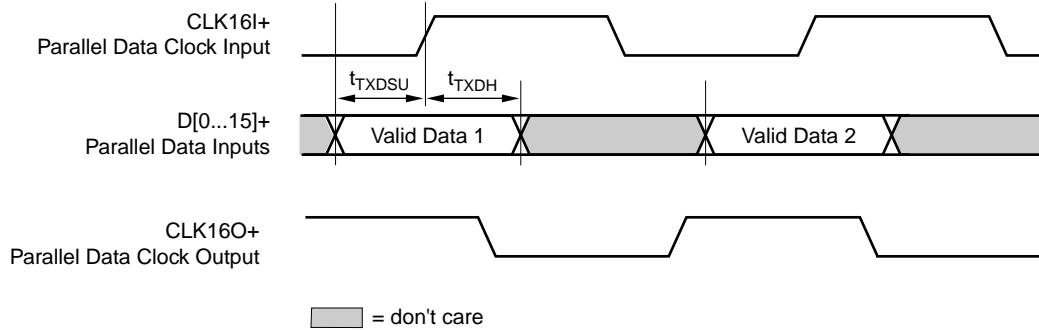 CLK16I+
Parallel Data Clock Input
tTXDSU
tTXDH
D[0...15]+
Parallel Data Inputs
Valid Data 1
Valid Data 2
CLK16O+
Parallel Data Clock Output
= don't care